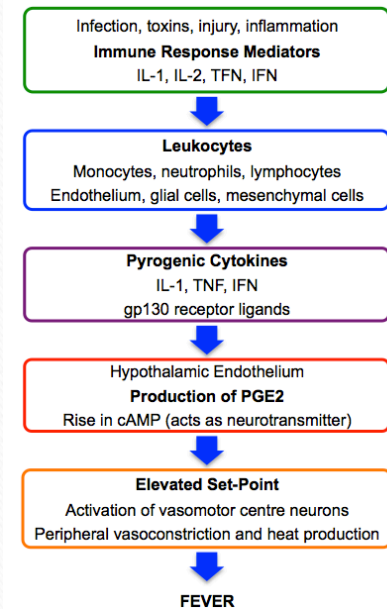 Infection, toxins, injury, inflammation
Immune Response Mediators
IL-1, IL-2, TFN, IFN
Leukocytes
Monocytes, neutrophils, lymphocytes
Endothelium, glial cells, mesenchymal cells
Pyrogenic Cytokines
IL-1, TNF, IFN
gp130 receptor ligands
Hypothalamic Endothelium
Production of PGE2
Rise in cAMP (acts as neurotransmitter)
Elevated Set-Point
Activation of vasomotor centre neurons
Peripheral vasoconstriction and heat production
FEVER